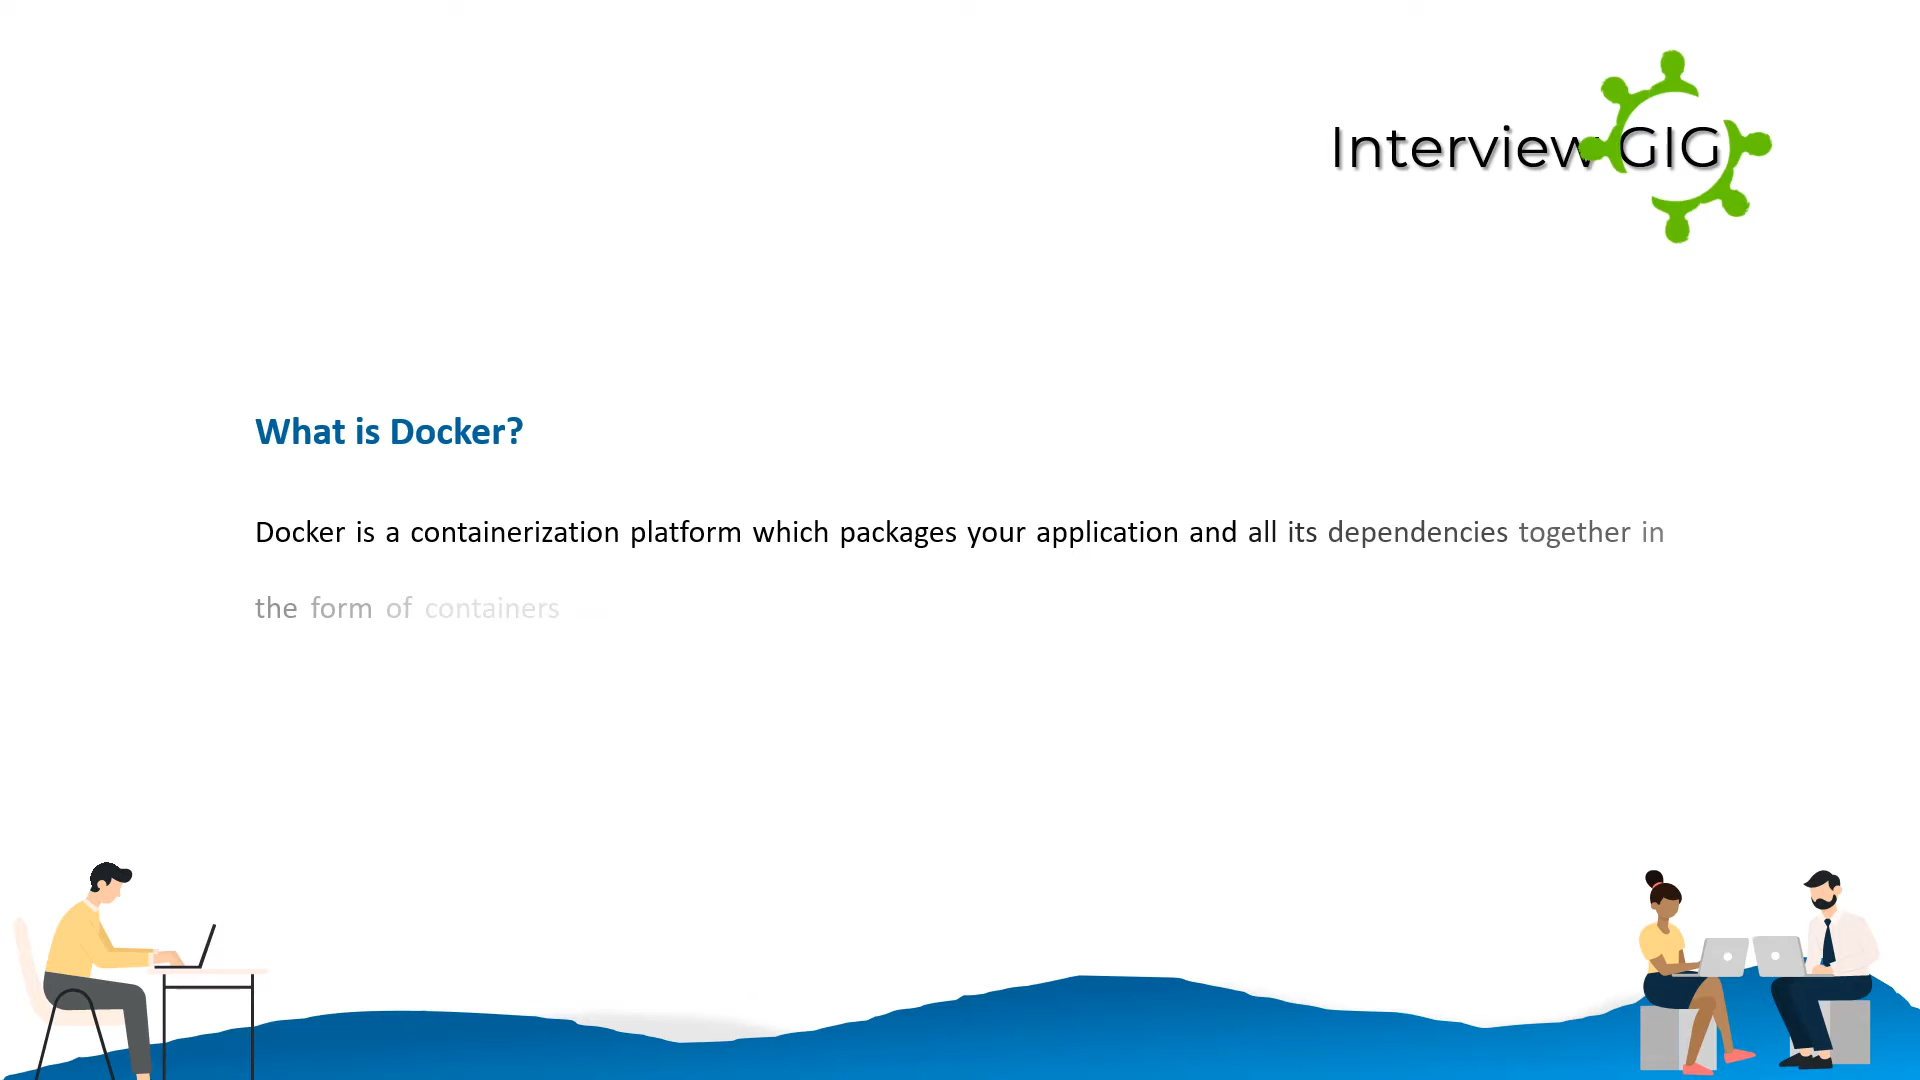 Interview GIG
What is Docker?
Docker is a containerization platform which packages your application and all its dependencies together in
the form of containers